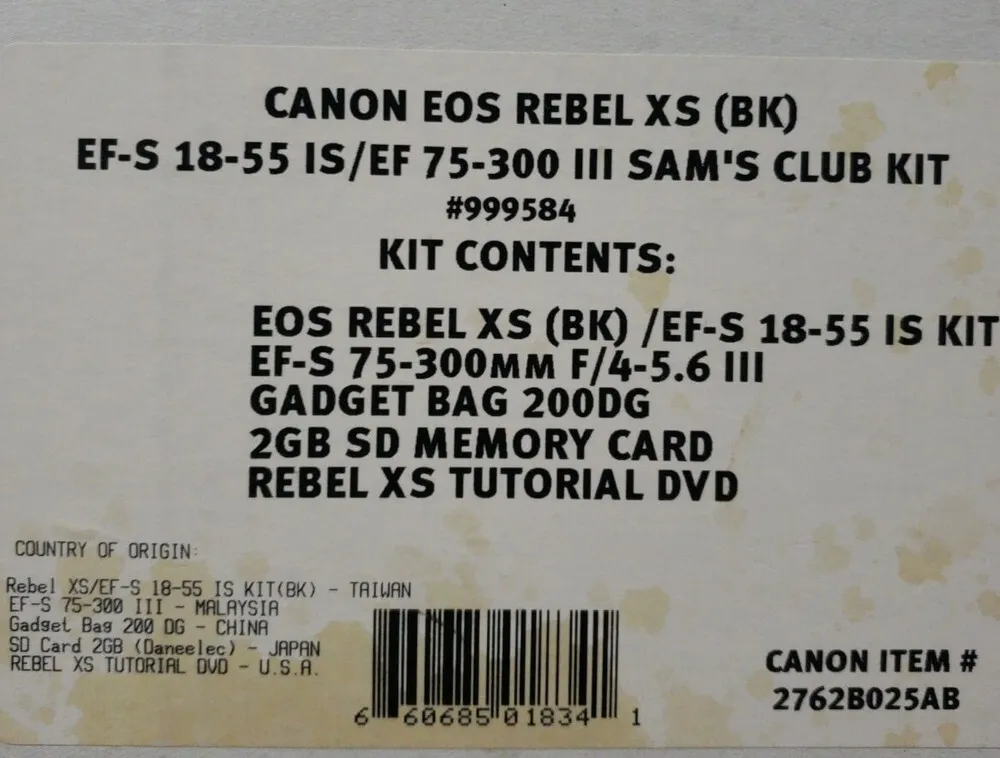 CANON EOS REBEL XS (BK)
EF-S 18-55 IS/EF 75-300 III SAM'S CLUB KIT
#999584
KIT CONTENTS:
EOS REBEL XS (BK) /EF-S 18-55 IS KIT
EF-S 75-300MM F/4-5.6 III
GADGET BAG 200DG
2GB SD MEMORY CARD
REBEL XS TUTORIAL DVD
COUNTRY OF ORIGIN:
Rebel XS/EF-S 18-55 IS KIT(BK) - TAIWAN
EF-S 75-300 III - MALAYSIA
Gadget Bag 200 DG - CHINA
SD Card 2GB (Daneelec) - JAPAN
REBEL XS TUTORIAL DVD - U.S.A.
6 60685 01834 1
CANON ITEM #
2762B025AB